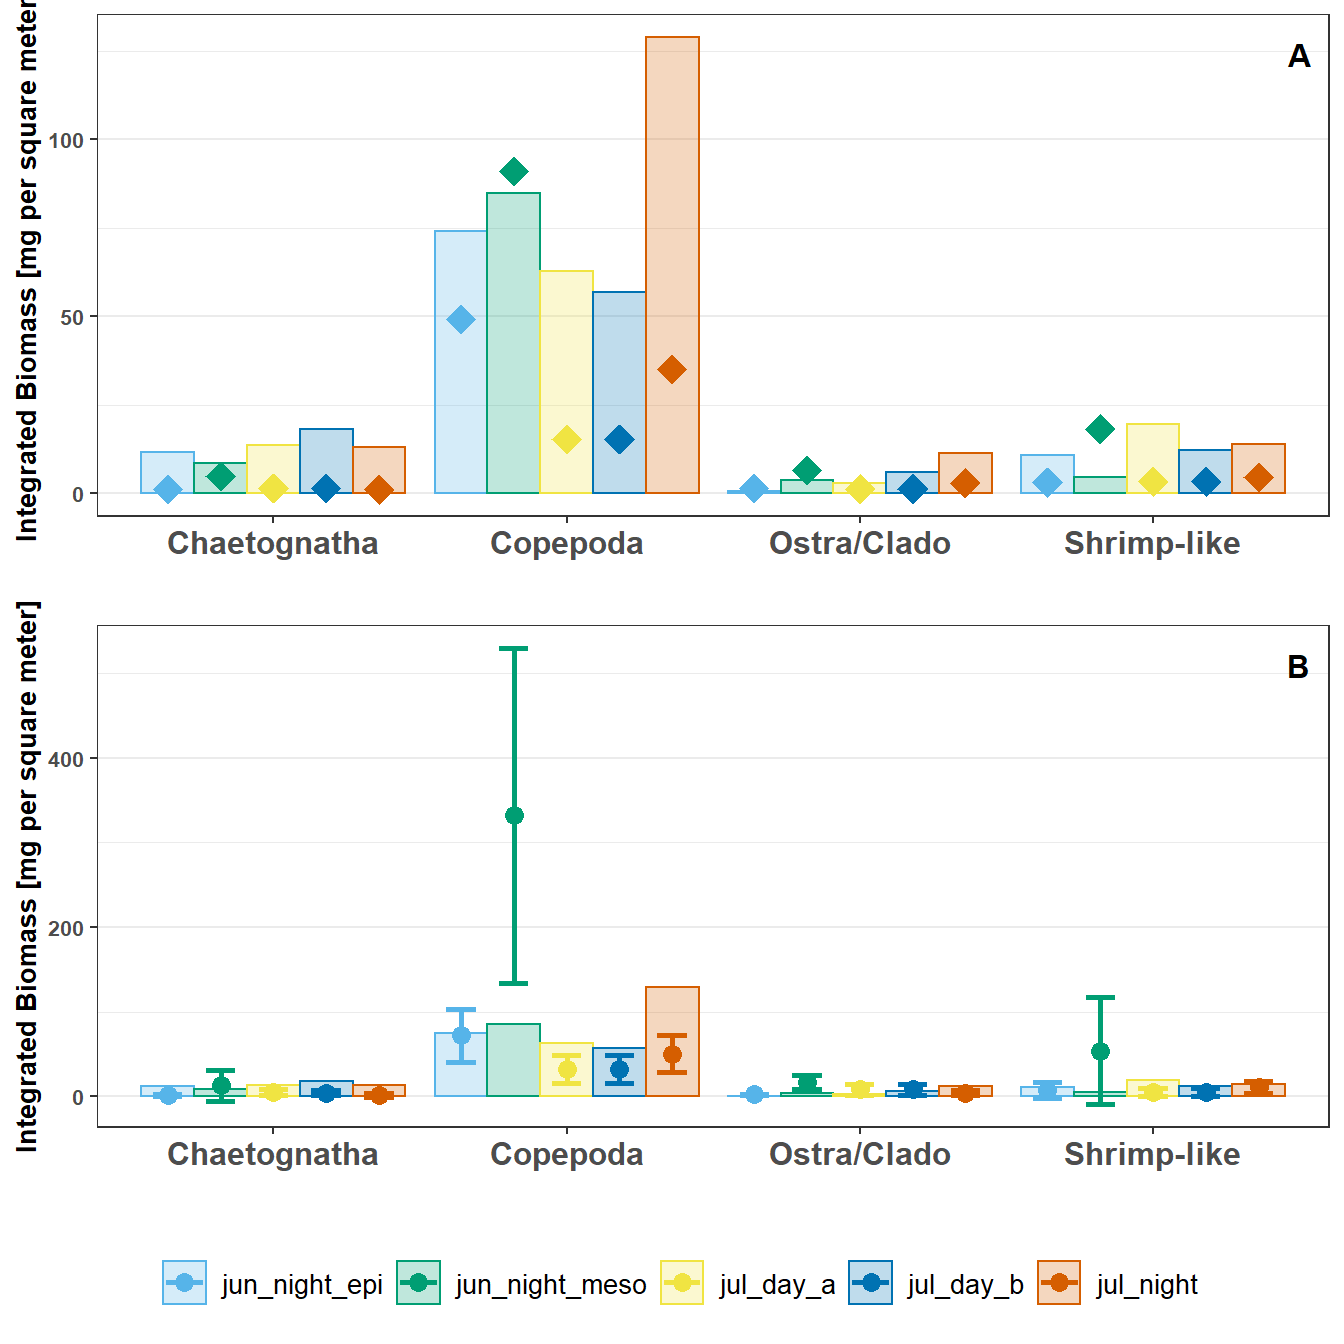 Integrated Biomass [mg per square meter
A
100
50
0
Chaetognatha Copepoda Ostra/Clado Shrimp-like
Integrated Biomass [mg per square meter]
B
400
200
0
Chaetognatha Copepoda Ostra/Clado Shrimp-like
jun_night_epi jun_night_meso jul_day_a jul_day_b jul_night